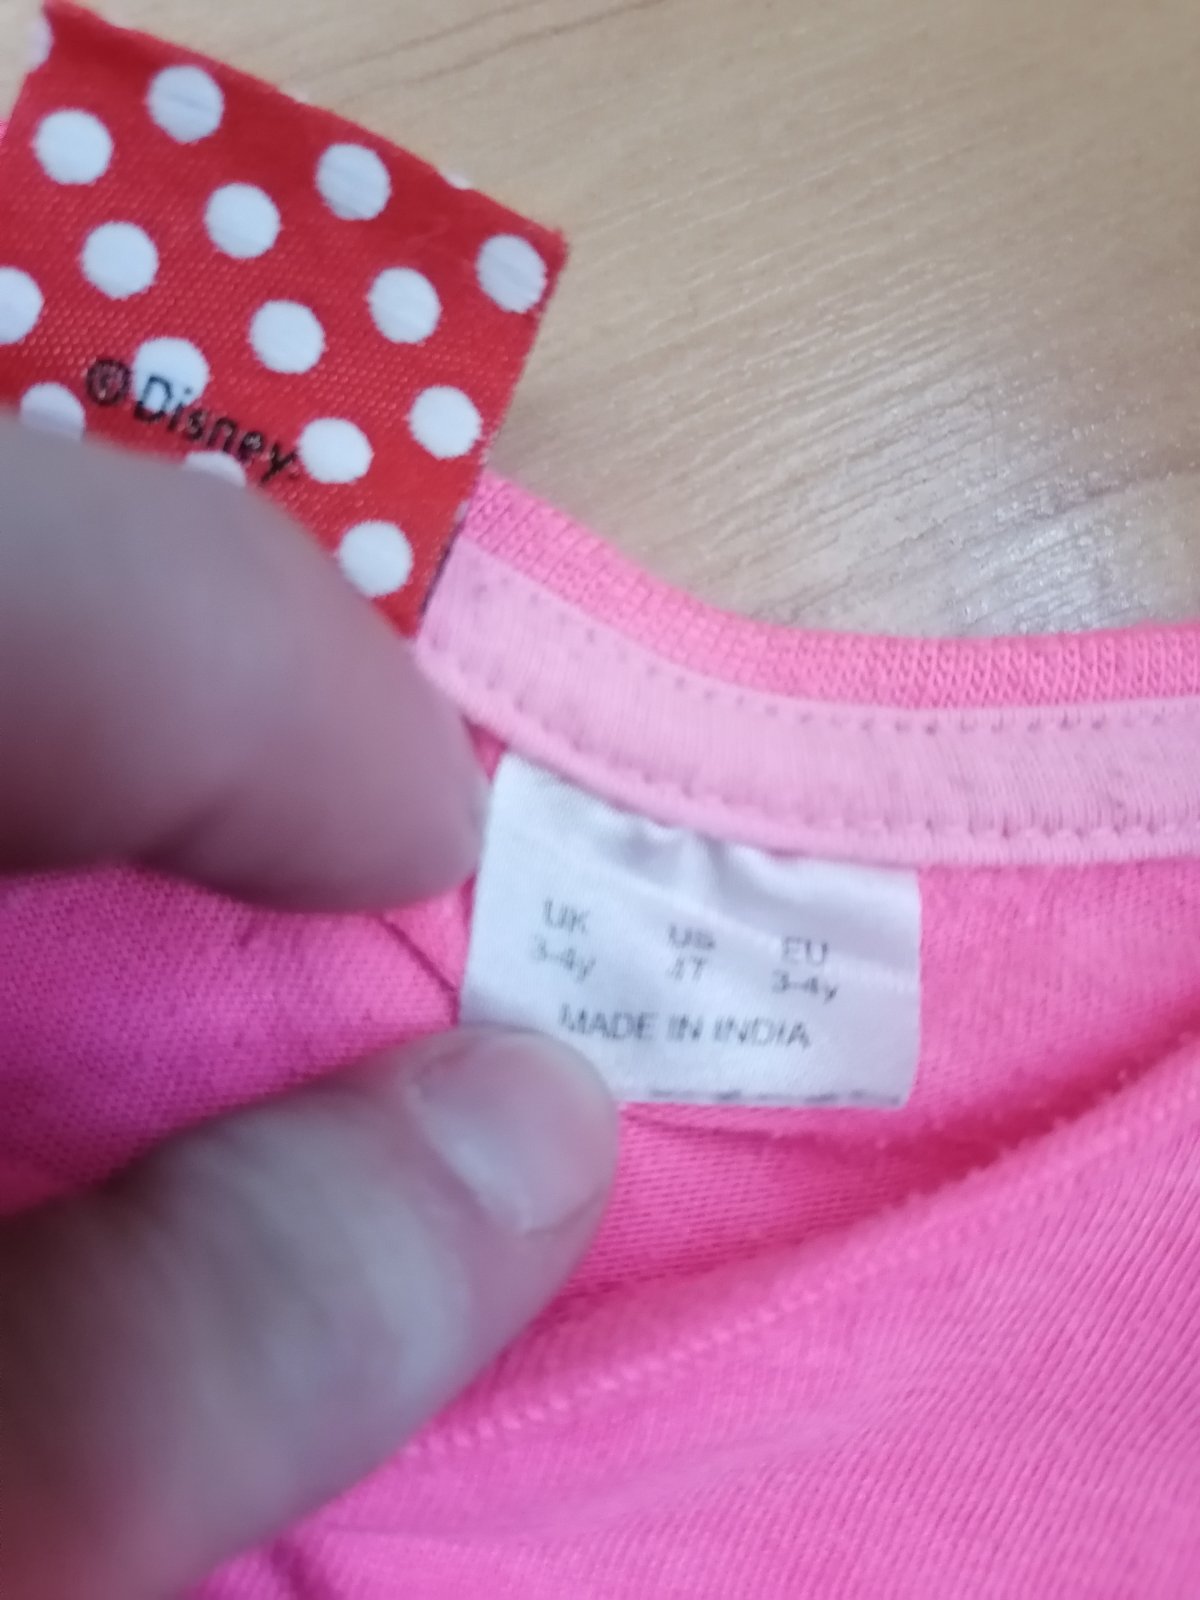 ©Disney
UK US EU
3-4y 4T 3-4y
MADE IN INDIA